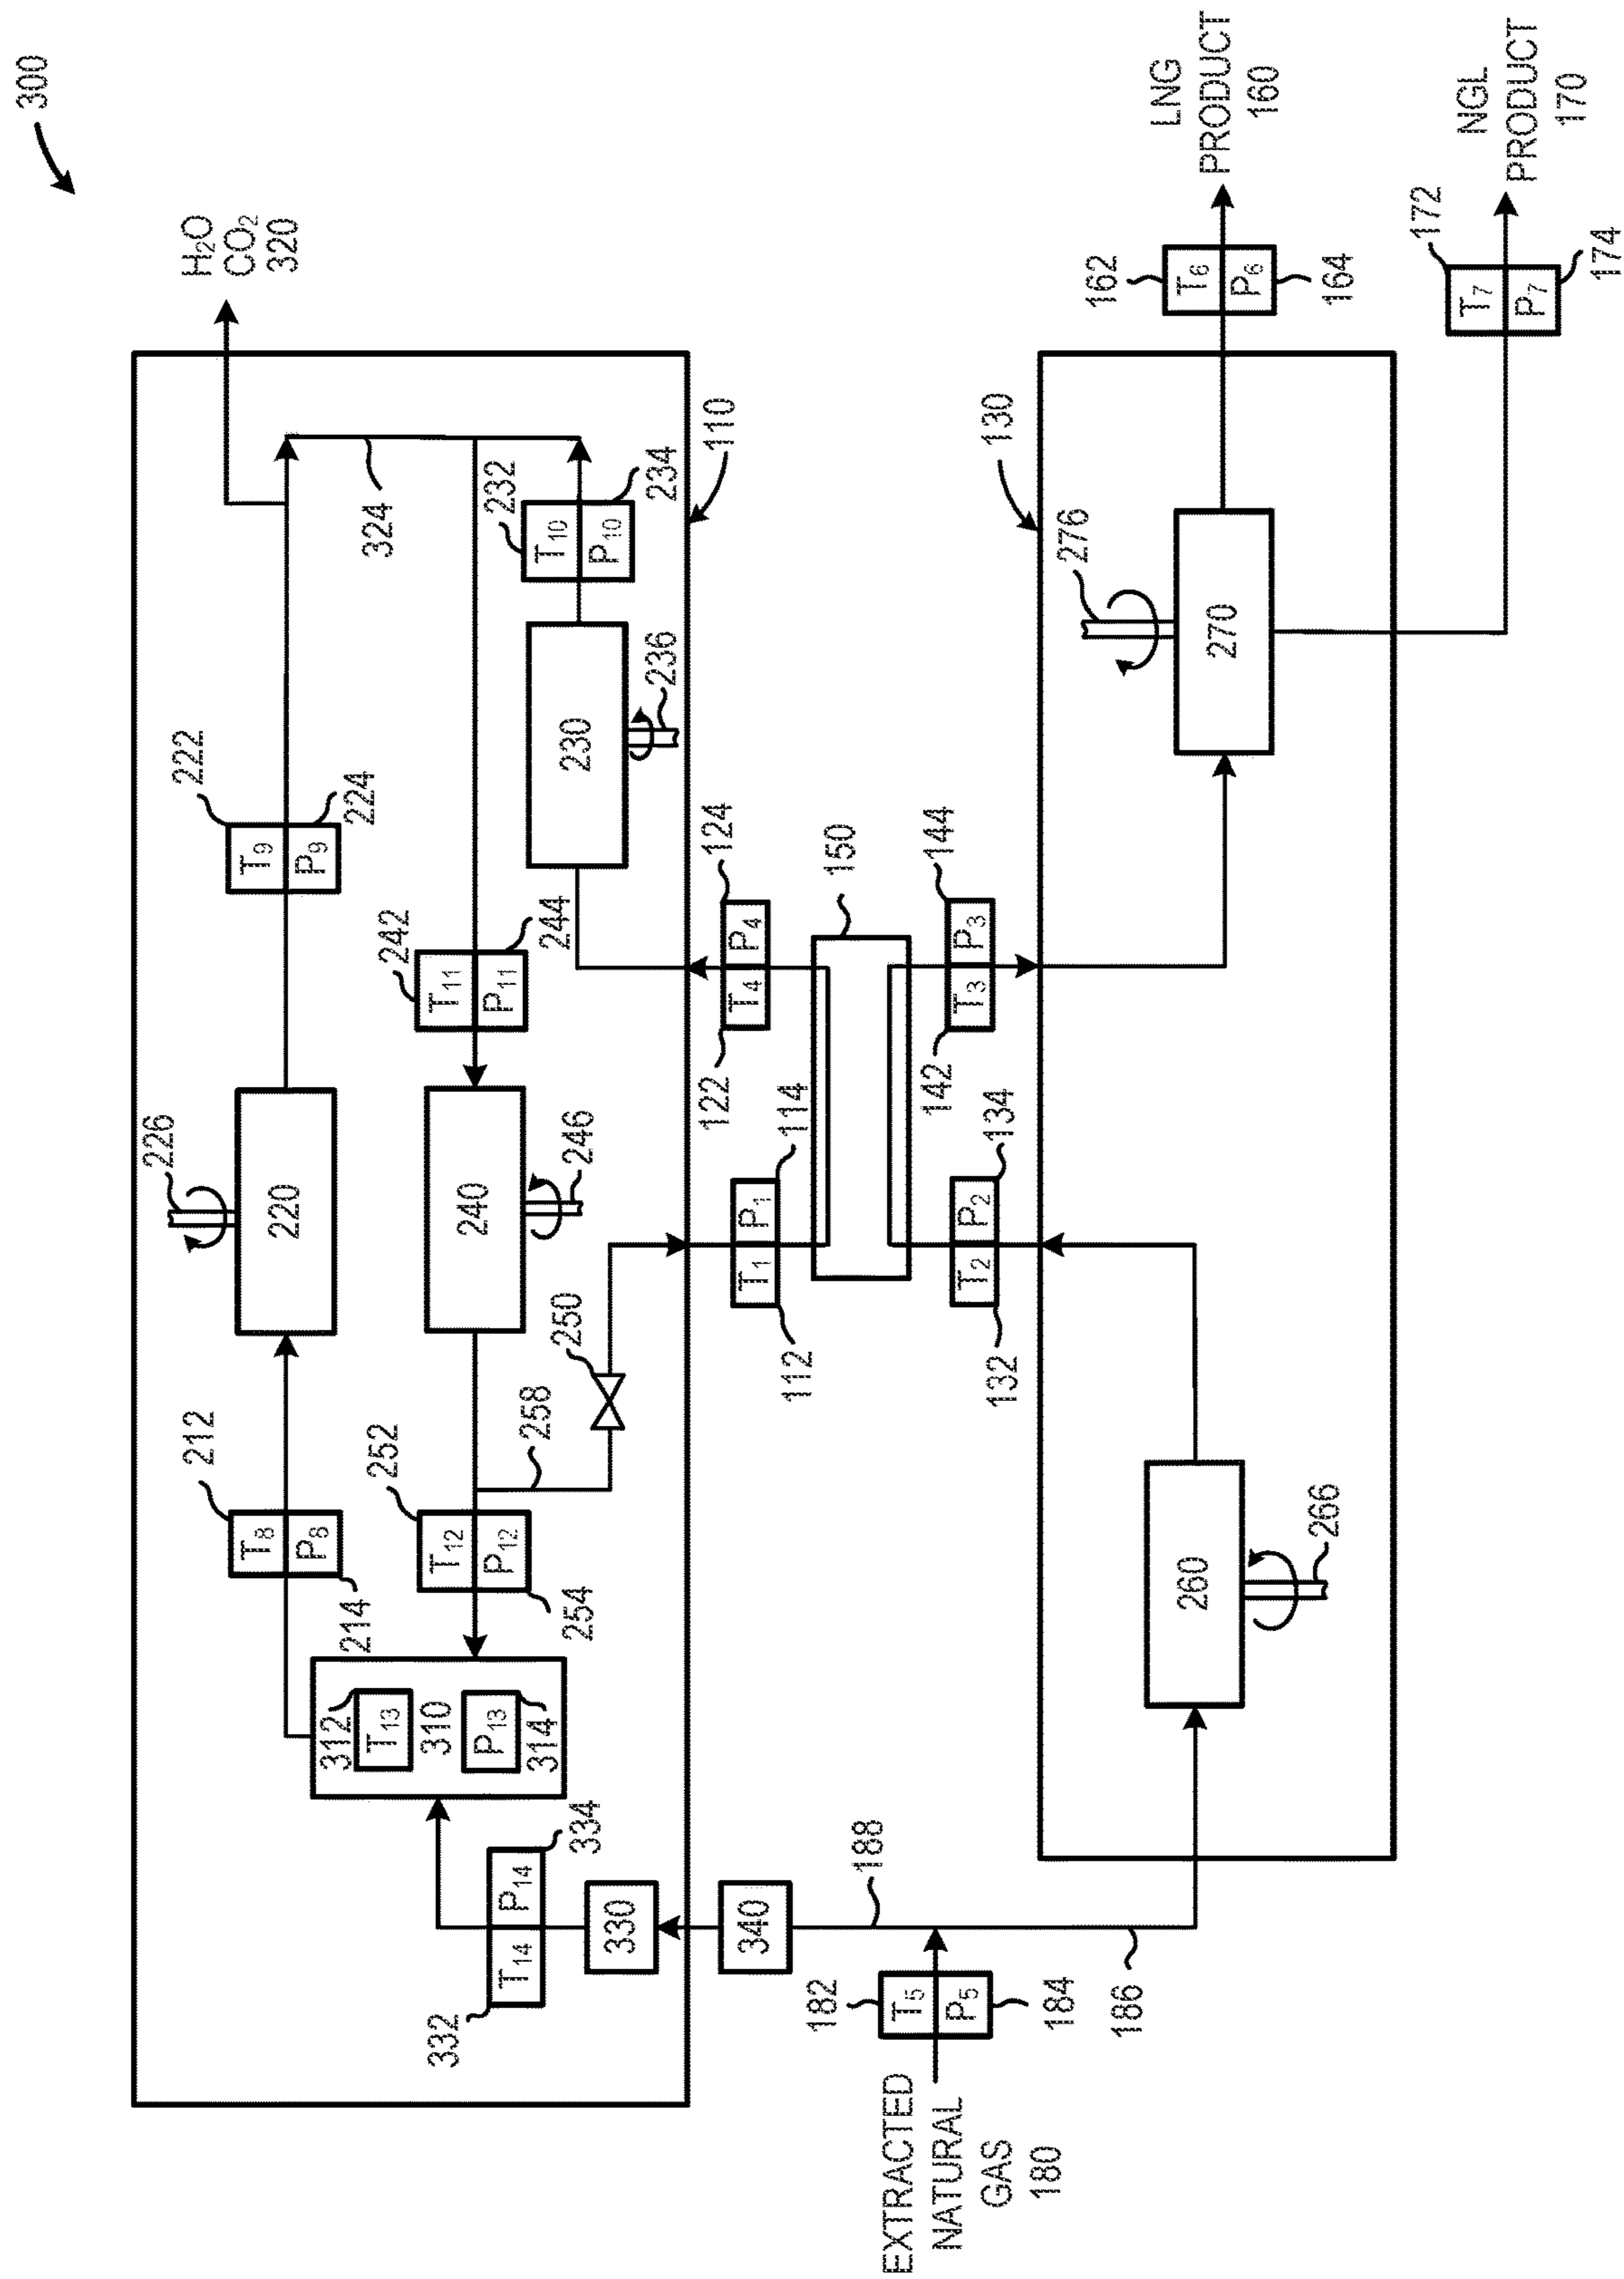 300
H₂O
CO₂
320
LNG
PRODUCT
160
NGL
PRODUCT
170
EXTRACTED
NATURAL
GAS
180
182
T₅
P₅
184
186
188
340
330
332
T₁₄
P₁₄
334
312
T₁₃
310
P₁₃
314
212
T₈
P₈
214
226
220
222
T₉
P₉
224
324
232
T₁₀
P₁₀
234
110
230
236
242
T₁₁
P₁₁
244
244
240
246
252
T₁₂
P₁₂
254
258
250
112
T₁
P₁
114
122
T₄
P₄
124
150
132
T₂
P₂
134
142
T₃
P₃
144
130
260
266
270
276
162
T₆
P₆
164
172
T₇
P₇
174